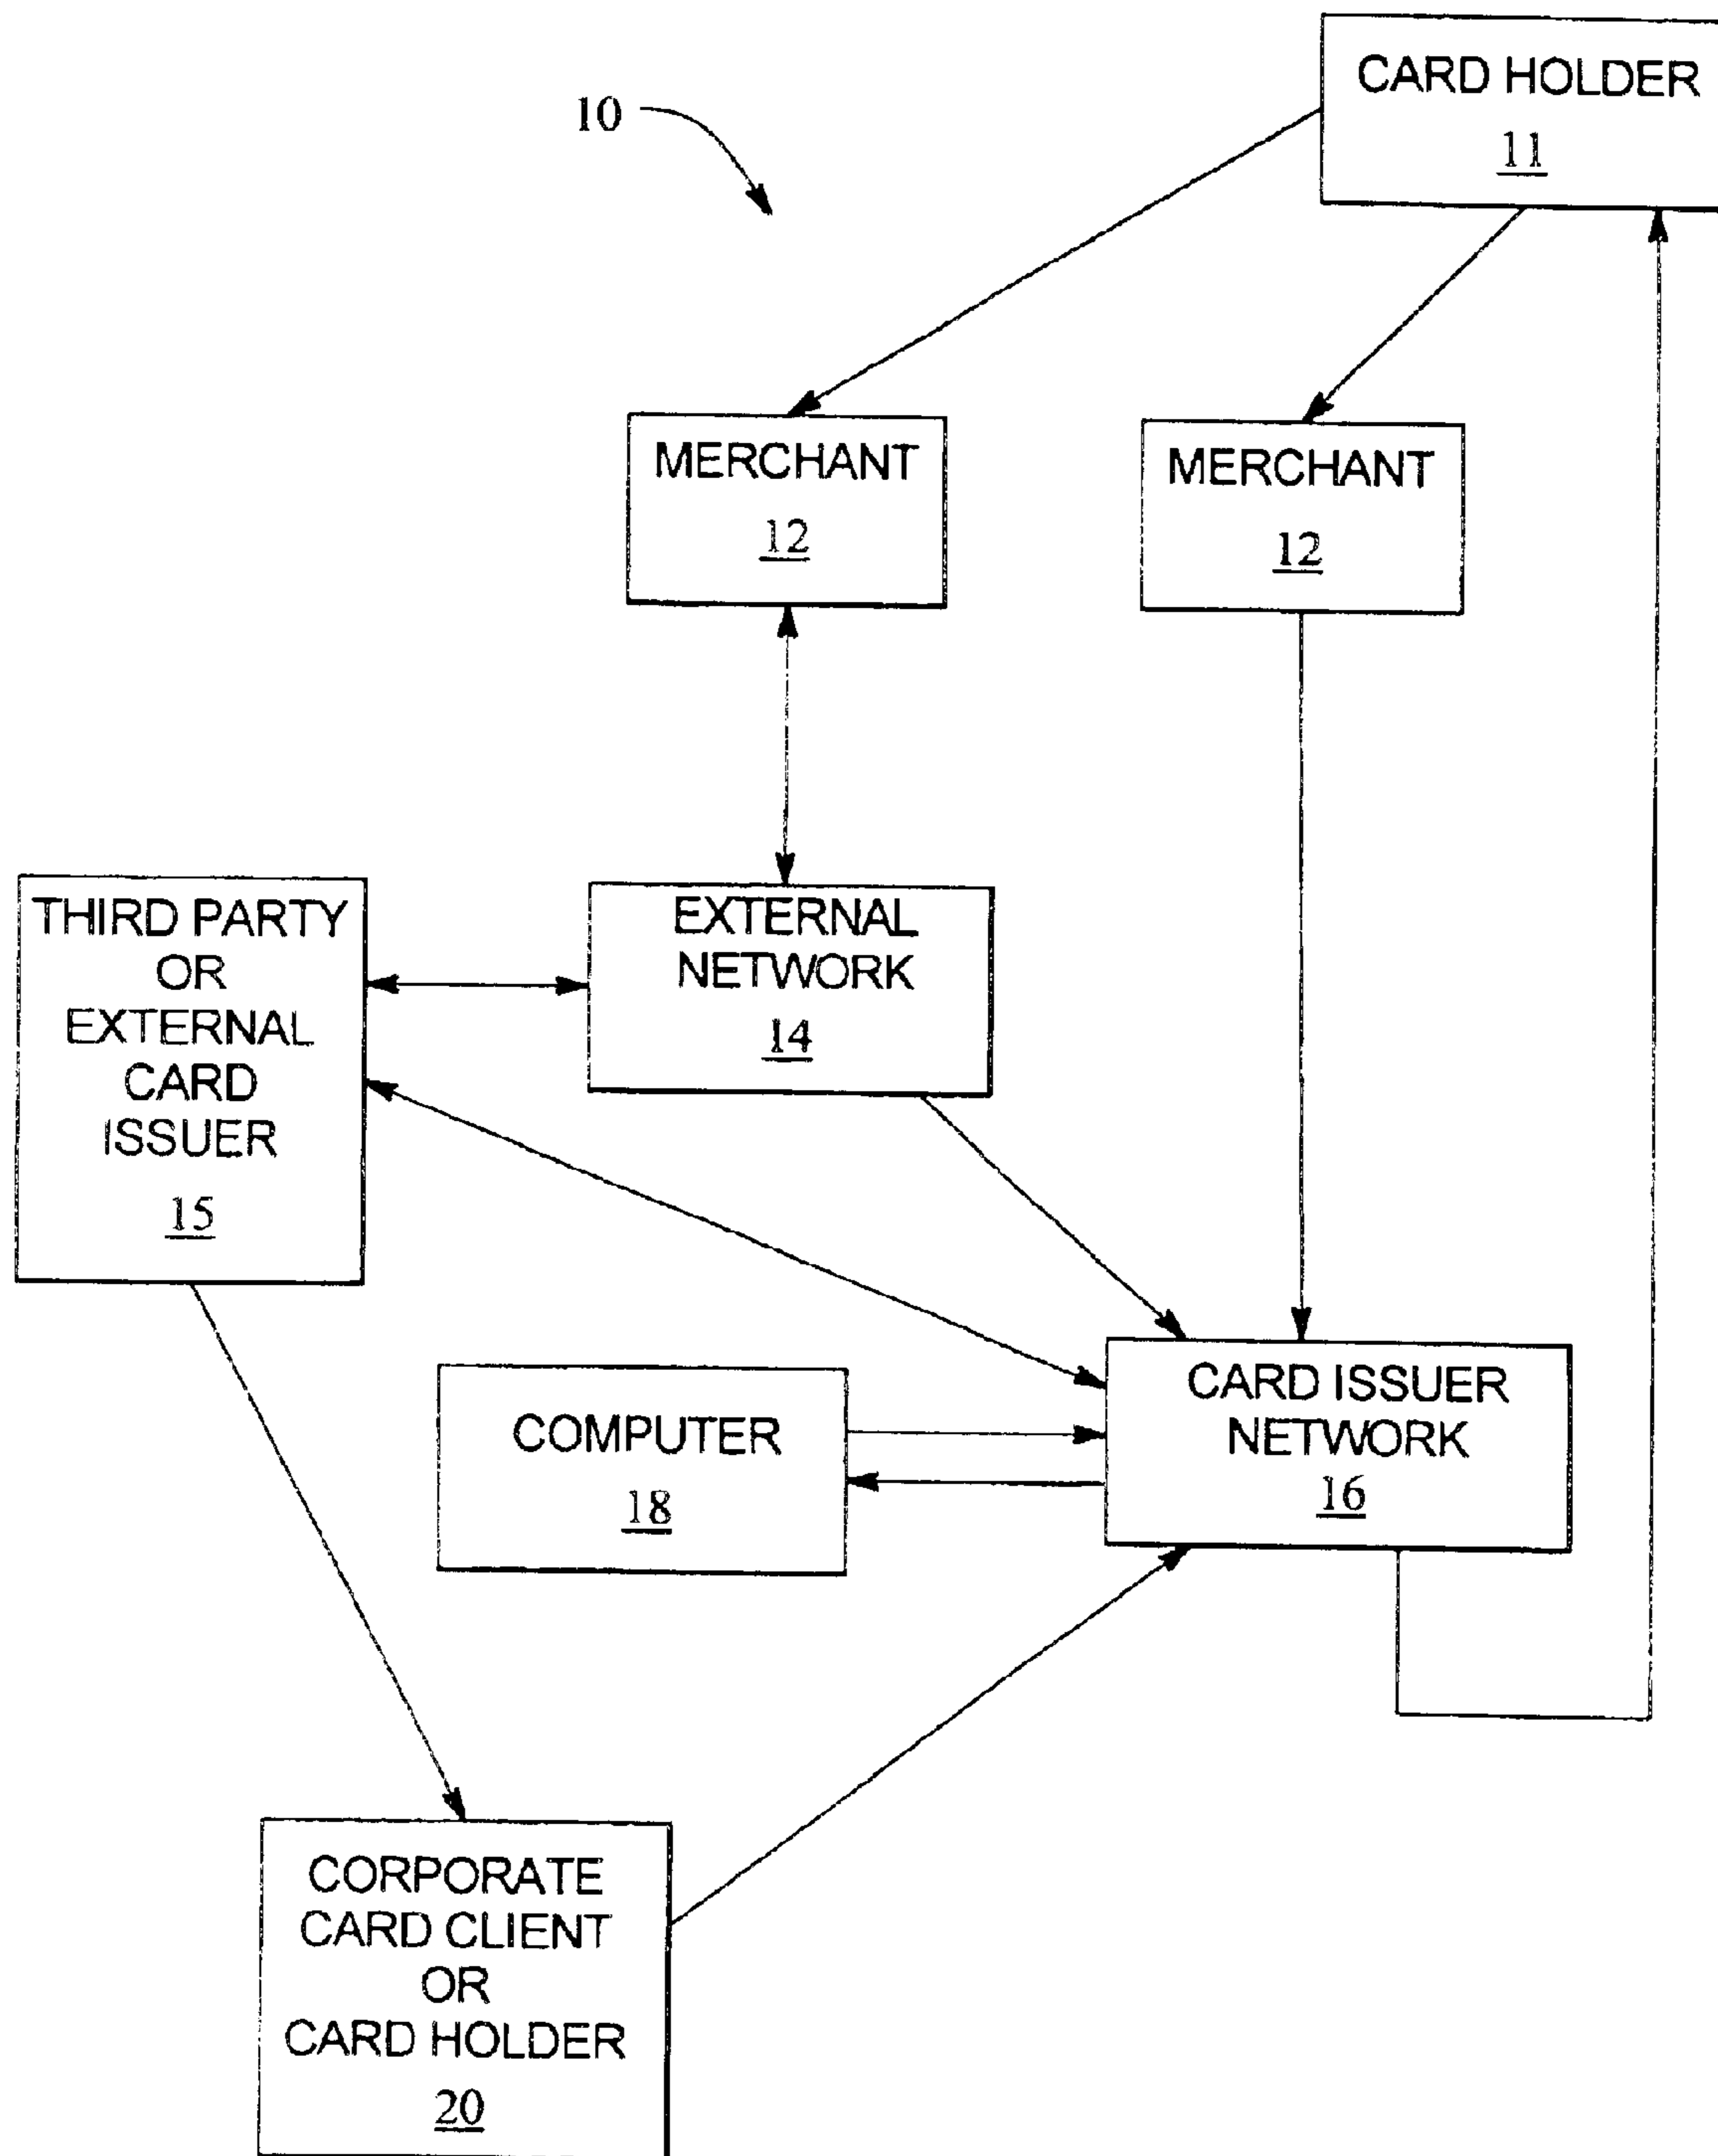 CARD HOLDER
11
10
MERCHANT
12
MERCHANT
12
THIRD PARTY
OR
EXTERNAL
CARD
ISSUER
15
EXTERNAL
NETWORK
14
COMPUTER
18
CARD ISSUER
NETWORK
16
CORPORATE
CARD CLIENT
OR
CARD HOLDER
20